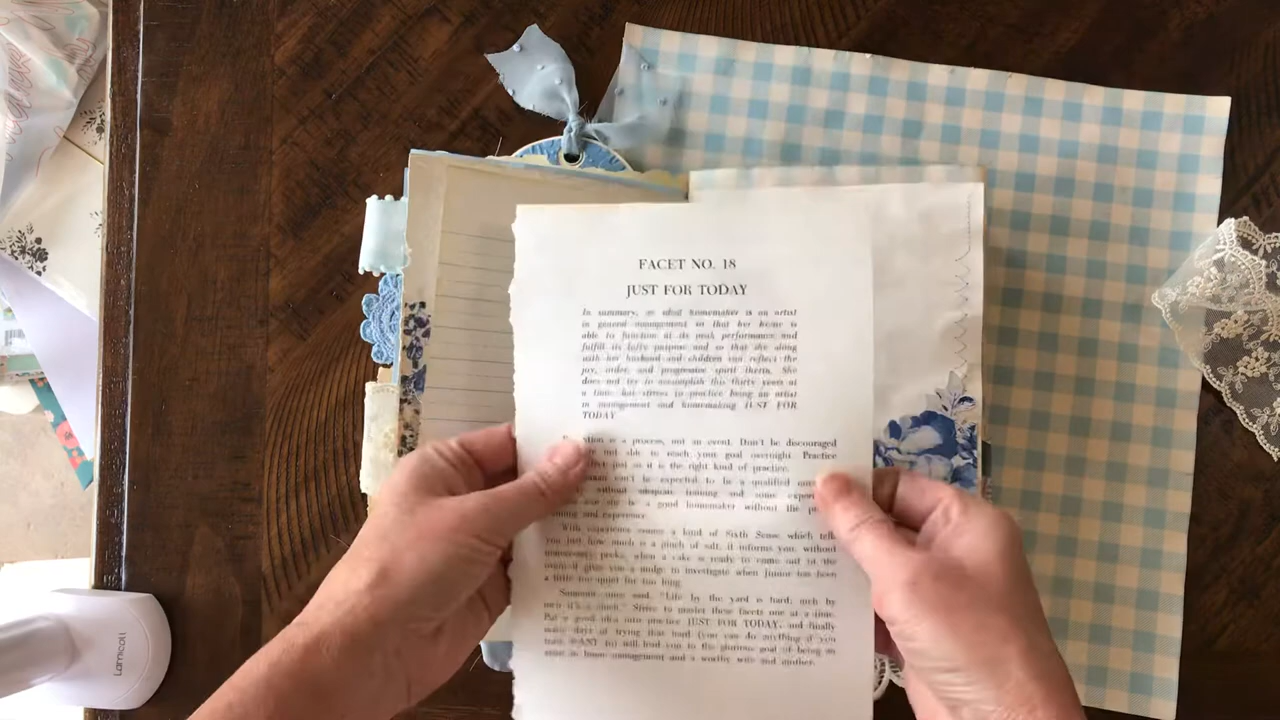 FACET NO. 18
JUST FOR TODAY
In summary, an ideal homemaker is an artist
in general management so that her home is
able to function at its peak performance and
fulfill its lofty purpose and so that she along
with her husband and children can reflect the
joy, order, and progressive spirit therein. She
does not try to accomplish this thirty years at
a time but strives to practice being an artist
in management and homemaking JUST FOR
TODAY.
is a process, not an event. Don't be discouraged
not able to reach your goal overnight. Practice
just so it is the right kind of practice.
can't be expected to be a qualified
without adequate training and some
she is a good homemaker without the
and experience.
With experience comes a kind of Sixth Sense which
you just how much is a pinch of salt, it informs you, without
unnecessary peeks, when a cake is ready to come out of the
give you a nudge to investigate when Junior has been
a little too quiet for too long.
Someone once said, "Life by the yard is hard; inch by
inch it's a cinch." Strive to master these facets one at a time.
Put a good idea into practice JUST FOR TODAY, and finally
days of trying that hard (you can do anything if you
WANT to) will lead you to the glorious goal of being an
artist in home management and a worthy wife and mother.
Lamicall